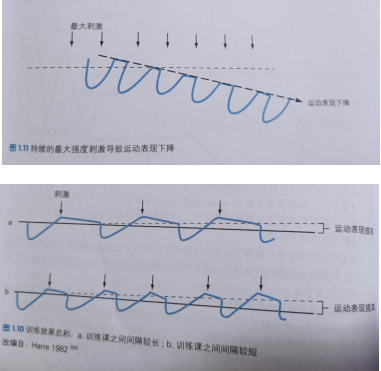 最大刺激
运动表现下降
图1.11 持续的最大强度刺激导致运动表现下降
刺激
a
运动表现提高
b
运动表现提高
图1.10 训练效果总和：a. 训练课之间间隔较长；b. 训练课之间间隔较短
改编自：Harre 1982